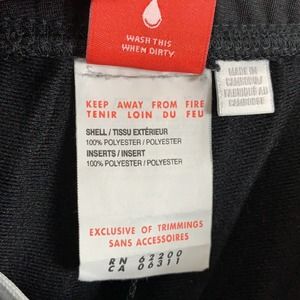 WASH THIS
WHEN DIRTY
MADE IN
CAMBODIA/
FABRIQUÉ AU
CAMBODGE
KEEP AWAY FROM FIRE
TENIR LOIN DU FEU
SHELL / TISSU EXTÉRIEUR
100% POLYESTER / POLYESTER
INSERTS / INSERT
100% POLYESTER / POLYESTER
EXCLUSIVE OF TRIMMINGS
SANS ACCESSOIRES
RN 62200
CA 06311